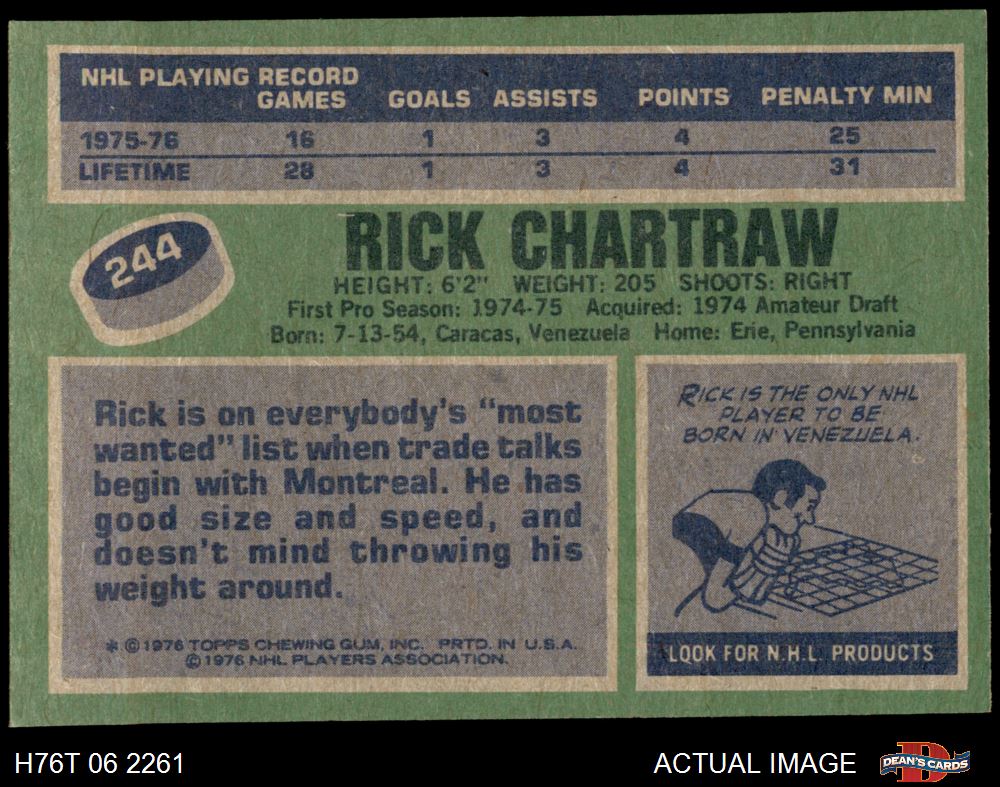 NHL PLAYING RECORD
GAMES GOALS ASSISTS POINTS PENALTY MIN
1975-76 16 1 3 4 25
LIFETIME 28 1 3 4 31
244
RICK CHARTRAW
HEIGHT: 6'2" WEIGHT: 205 SHOOTS: RIGHT
First Pro Season: 1974-75 Acquired: 1974 Amateur Draft
Born: 7-13-54, Caracas, Venezuela Home: Erie, Pennsylvania
Rick is on everybody's "most
wanted" list when trade talks
begin with Montreal. He has
good size and speed, and
doesn't mind throwing his
weight around.
* © 1976 TOPPS CHEWING GUM, INC. PRTD. IN U.S.A.
© 1976 NHL PLAYERS ASSOCIATION.
RICK IS THE ONLY NHL
PLAYER TO BE
BORN IN VENEZUELA.
LOOK FOR N.H.L. PRODUCTS
H76T 06 2261
ACTUAL IMAGE
D
DEAN'S CARDS